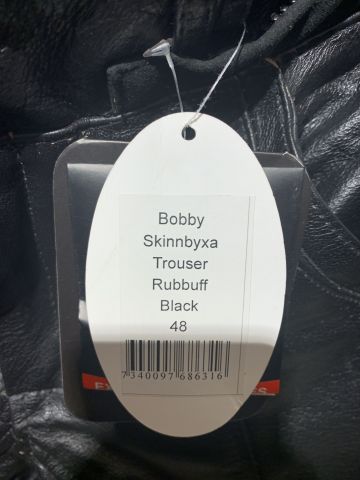 Bobby
Skinnbyxa
Trouser
Rubbuff
Black
48
7340097686316